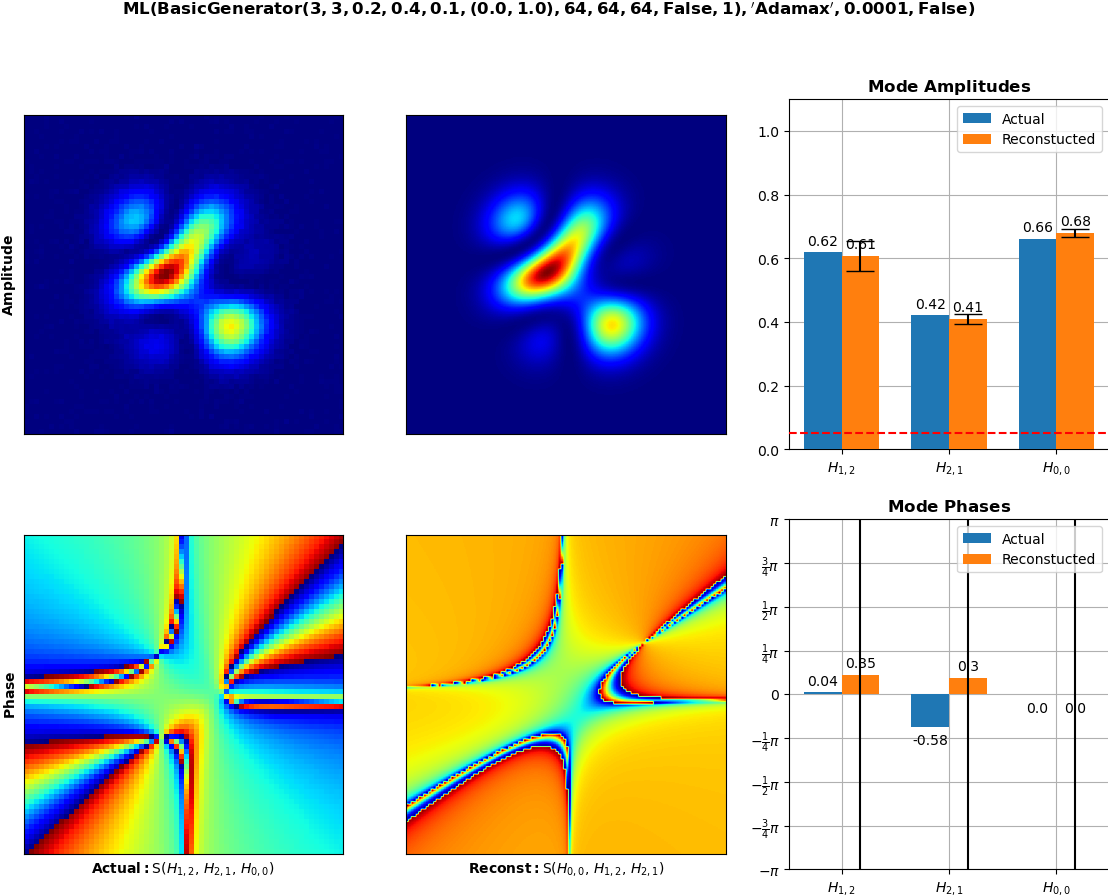 ML(BasicGenerator(3, 3, 0.2, 0.4, 0.1, (0.0, 1.0), 64, 64, 64, False, 1), ′Adamax′, 0.0001, False)
Amplitude
Mode Amplitudes
Actual
Reconstucted
1.0
0.8
0.6
0.4
0.2
0.0
0.62
0.61
0.42
0.41
0.66
0.68
H1,2
H2,1
H0,0
Phase
Actual: S(H1,2, H2,1, H0,0)
Reconst: S(H0,0, H1,2, H2,1)
Mode Phases
Actual
Reconstucted
π
3/4π
1/2π
1/4π
0
−1/4π
−1/2π
−3/4π
−π
0.04
0.35
-0.58
0.3
0.0
0.0
H1,2
H2,1
H0,0